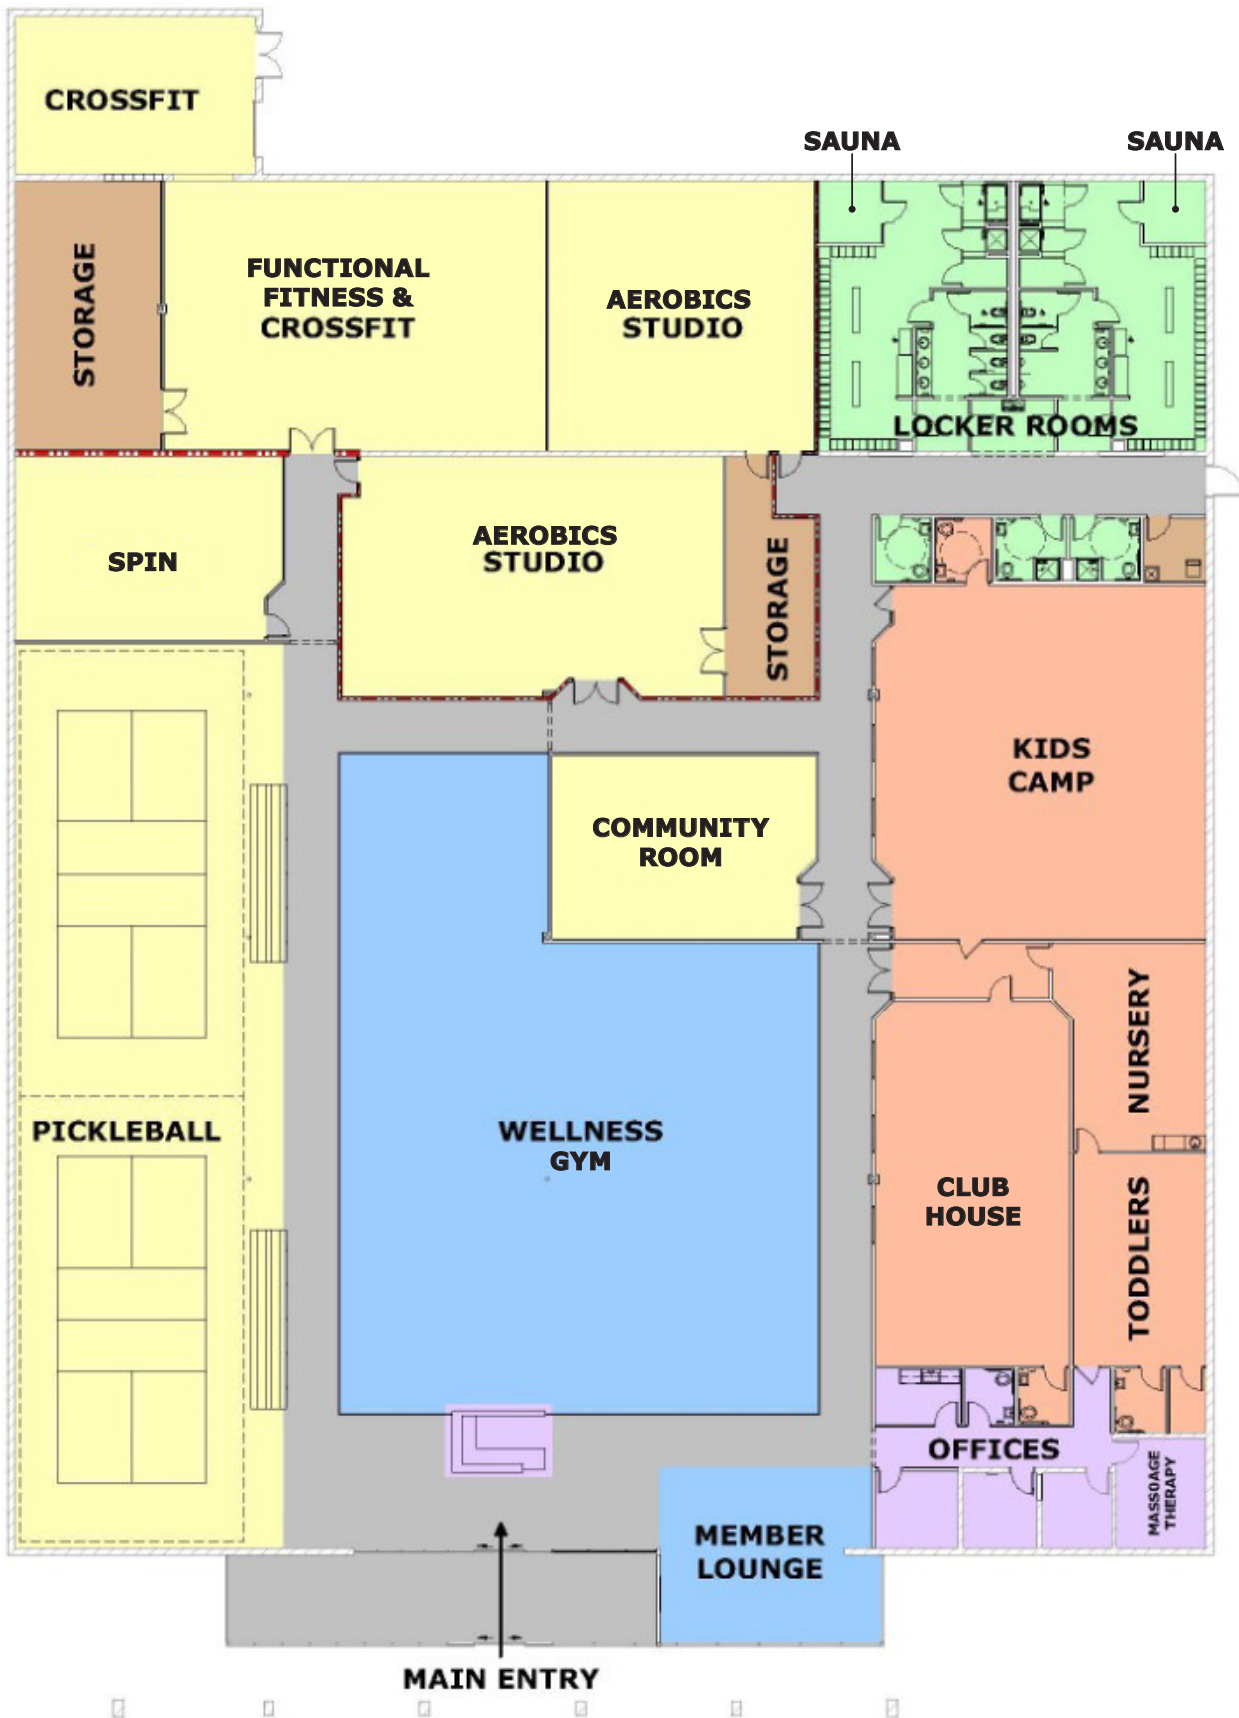 CROSSFIT
SAUNA
SAUNA
STORAGE
FUNCTIONAL
FITNESS &
CROSSFIT
AEROBICS
STUDIO
LOCKER ROOMS
SPIN
AEROBICS
STUDIO
STORAGE
KIDS
CAMP
COMMUNITY
ROOM
NURSERY
PICKLEBALL
WELLNESS
GYM
CLUB
HOUSE
TODDLERS
OFFICES
MASSOAGE
THERAPY
MEMBER
LOUNGE
MAIN ENTRY